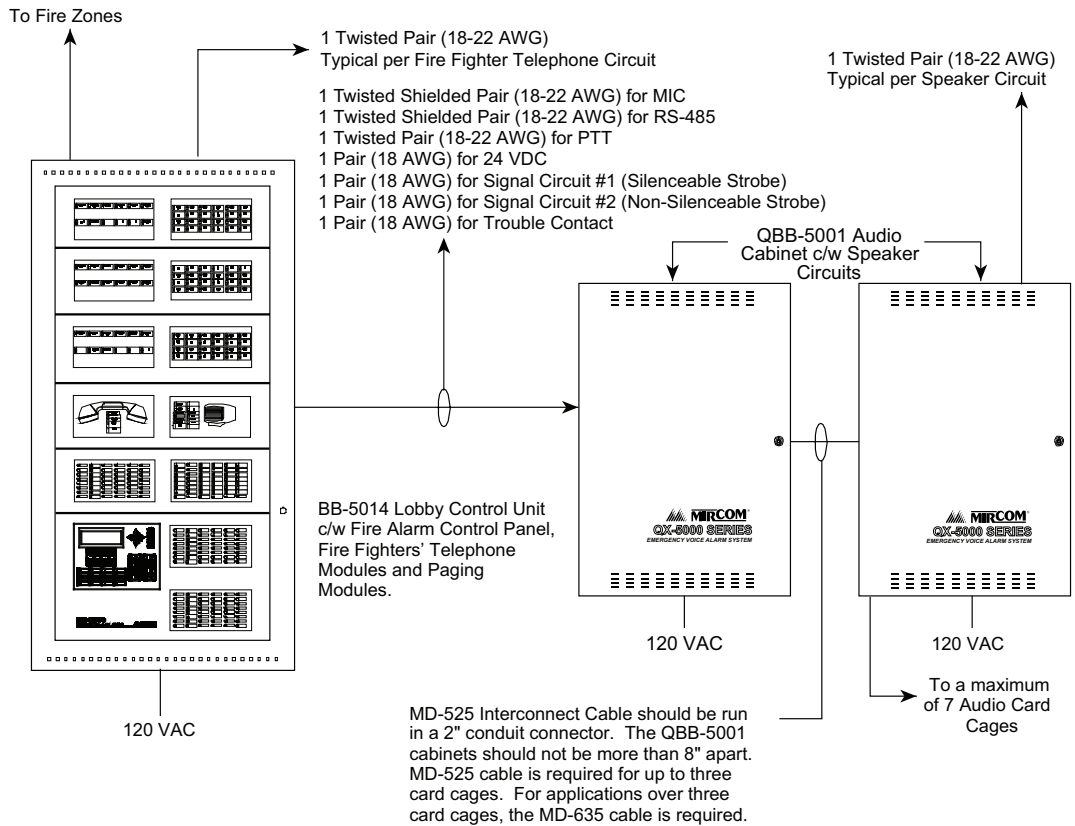 To Fire Zones
1 Twisted Pair (18-22 AWG)
Typical per Fire Fighter Telephone Circuit
1 Twisted Shielded Pair (18-22 AWG) for MIC
1 Twisted Shielded Pair (18-22 AWG) for RS-485
1 Twisted Pair (18-22 AWG) for PTT
1 Pair (18 AWG) for 24 VDC
1 Pair (18 AWG) for Signal Circuit #1 (Silenceable Strobe)
1 Pair (18 AWG) for Signal Circuit #2 (Non-Silenceable Strobe)
1 Pair (18 AWG) for Trouble Contact
1 Twisted Pair (18-22 AWG)
Typical per Speaker Circuit
QBB-5001 Audio
Cabinet c/w Speaker
Circuits
BB-5014 Lobby Control Unit
c/w Fire Alarm Control Panel,
Fire Fighters' Telephone
Modules and Paging
Modules.
MIRCOM
QX-5000 SERIES
EMERGENCY VOICE ALARM SYSTEM
MIRCOM
QX-5000 SERIES
EMERGENCY VOICE ALARM SYSTEM
120 VAC
120 VAC
120 VAC
To a maximum
of 7 Audio Card
Cages
MD-525 Interconnect Cable should be run
in a 2" conduit connector. The QBB-5001
cabinets should not be more than 8" apart.
MD-525 cable is required for up to three
card cages. For applications over three
card cages, the MD-635 cable is required.